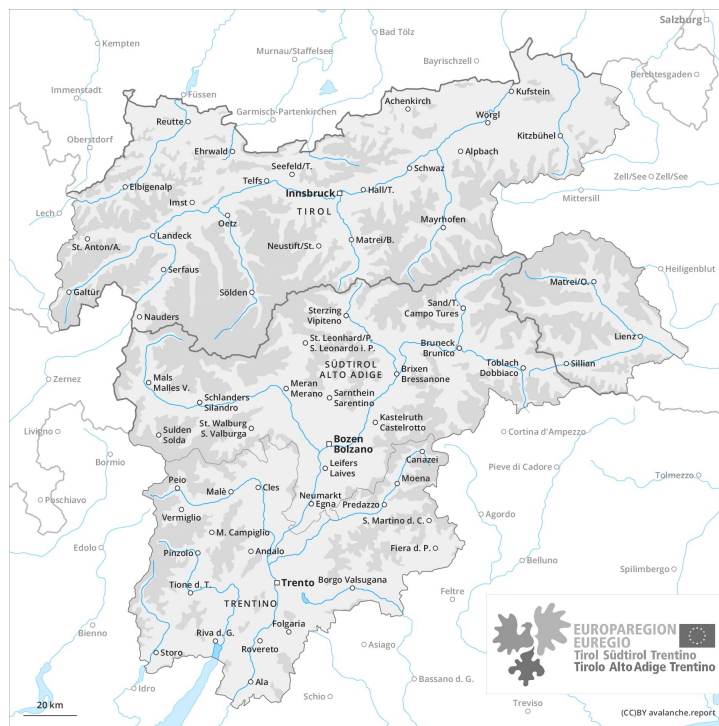 Salzburg
Kempten
Bad Tölz
Murnau/Staffelsee
Bayrischzell
Berchtesgaden
Immenstadt
Füssen
Garmisch-Partenkirchen
Achenkirch
Kufstein
Reutte
Wörgl
Oberstdorf
Kitzbühel
Ehrwald
Alpbach
Seefeld/T.
Schwaz
Zell/See
Zell/See
Telfs
Elbigenalp
Innsbruck
Hall/T.
Mittersill
Imst
TIROL
Lech
Oetz
Mayrhofen
Landeck
Neustift/St.
Matrei/B.
St. Anton/A.
Serfaus
Heiligenblut
Galtür
Sölden
Matrei/O.
Nauders
Sterzing
Vipiteno
Sand/T.
Campo Tures
Lienz
St. Leonhard/P.
S. Leonardo i. P.
Bruneck
Brunico
SÜDTIROL
ALTO ADIGE
Toblach
Dobbiaco
Sillian
Brixen
Bressanone
Zernez
Mals
Malles V.
Meran
Merano
Sarnthein
Sarentino
Schlanders
Silandro
St. Walburg
S. Valburga
Kastelruth
Castelrotto
Livigno
Sulden
Solda
Cortina d'Ampezzo
Bozen
Bolzano
Bormio
Canazei
Leifers
Laives
Pieve di Cadore
Tolmezzo
Peio
Moena
Malè
Cles
Neumarkt
Egna
Predazzo
Poschiavo
Vermiglio
Agordo
S. Martino d. C.
M. Campiglio
Edolo
Pinzolo
Andalo
Fiera d. P.
Belluno
Spilimbergo
Tione d. T.
Trento
Borgo Valsugana
Feltre
TRENTINO
Folgaria
Bienno
Riva d. G.
Rovereto
Asiago
Storo
Ala
Bassano d. G.
Idro
Schio
Treviso
EUROPAREGION
EUREGIO
Tirol Südtirol Trentino
Tirolo Alto Adige Trentino
20 km
(CC)BY avalanche.report